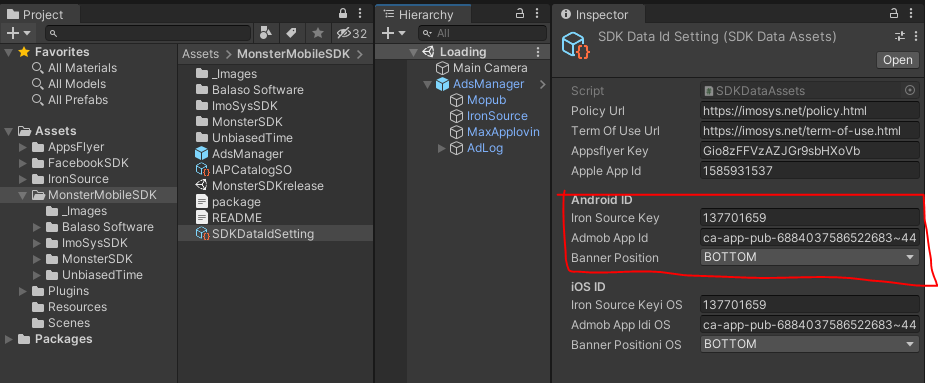 Project
32
Favorites
All Materials
All Models
All Prefabs
Assets
AppsFlyer
FacebookSDK
IronSource
MonsterMobileSDK
_Images
Balaso Software
ImoSysSDK
MonsterSDK
UnbiasedTime
Plugins
Resources
Scenes
Packages
Assets > MonsterMobileSDK
_Images
Balaso Software
ImoSysSDK
MonsterSDK
UnbiasedTime
AdsManager
IAPCatalogSO
MonsterSDKrelease
package
README
SDKDataIdSetting
Hierarchy
All
Loading
Main Camera
AdsManager
Mopub
IronSource
MaxApplovin
AdLog
Inspector
SDK Data Id Setting (SDK Data Assets)
Open
Script SDKDataAssets
Policy Url https://imosys.net/policy.html
Term Of Use Url https://imosys.net/term-of-use.html
Appsflyer Key Gio8zFFVzAZJGr9sbHXoVb
Apple App Id 1585931537
Android ID
Iron Source Key 137701659
Admob App Id ca-app-pub-6884037586522683~44
Banner Position BOTTOM
iOS ID
Iron Source Keyi OS 137701659
Admob App Idi OS ca-app-pub-6884037586522683~44
Banner Positioni OS BOTTOM